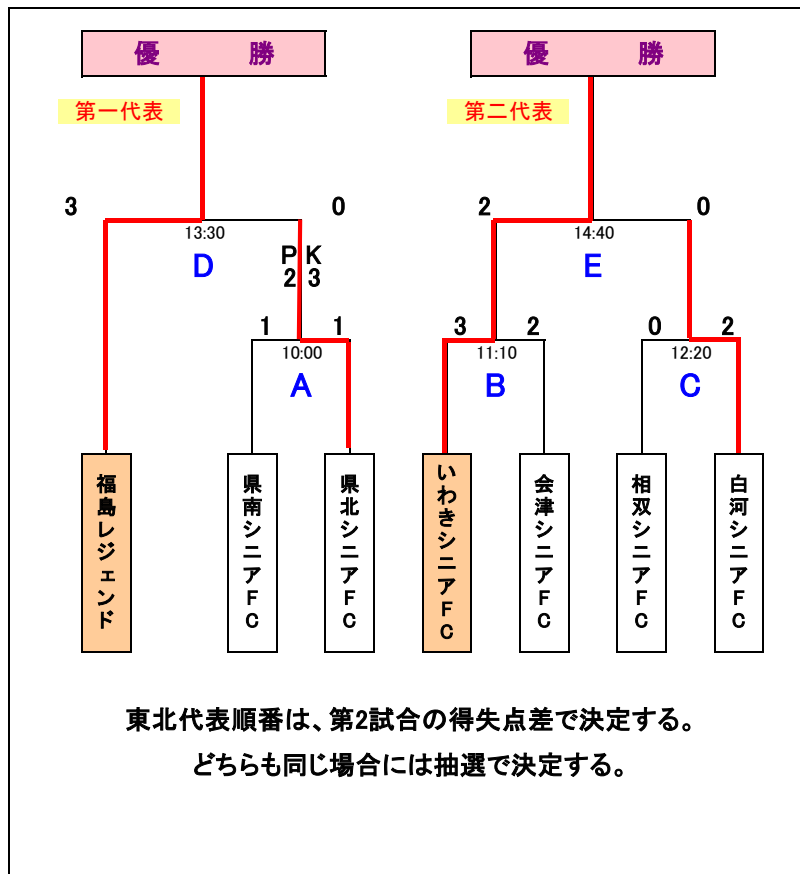 優　勝
優　勝
第一代表
第二代表
3
0
2
0
13:30
14:40
D
E
PK
2 3
1
1
3
2
0
2
10:00
11:10
12:20
A
B
C
福島レジェンド
県南シニアFC
県北シニアFC
いわきシニアFC
会津シニアFC
相双シニアFC
白河シニアFC
東北代表順番は、第2試合の得失点差で決定する。
どちらも同じ場合には抽選で決定する。